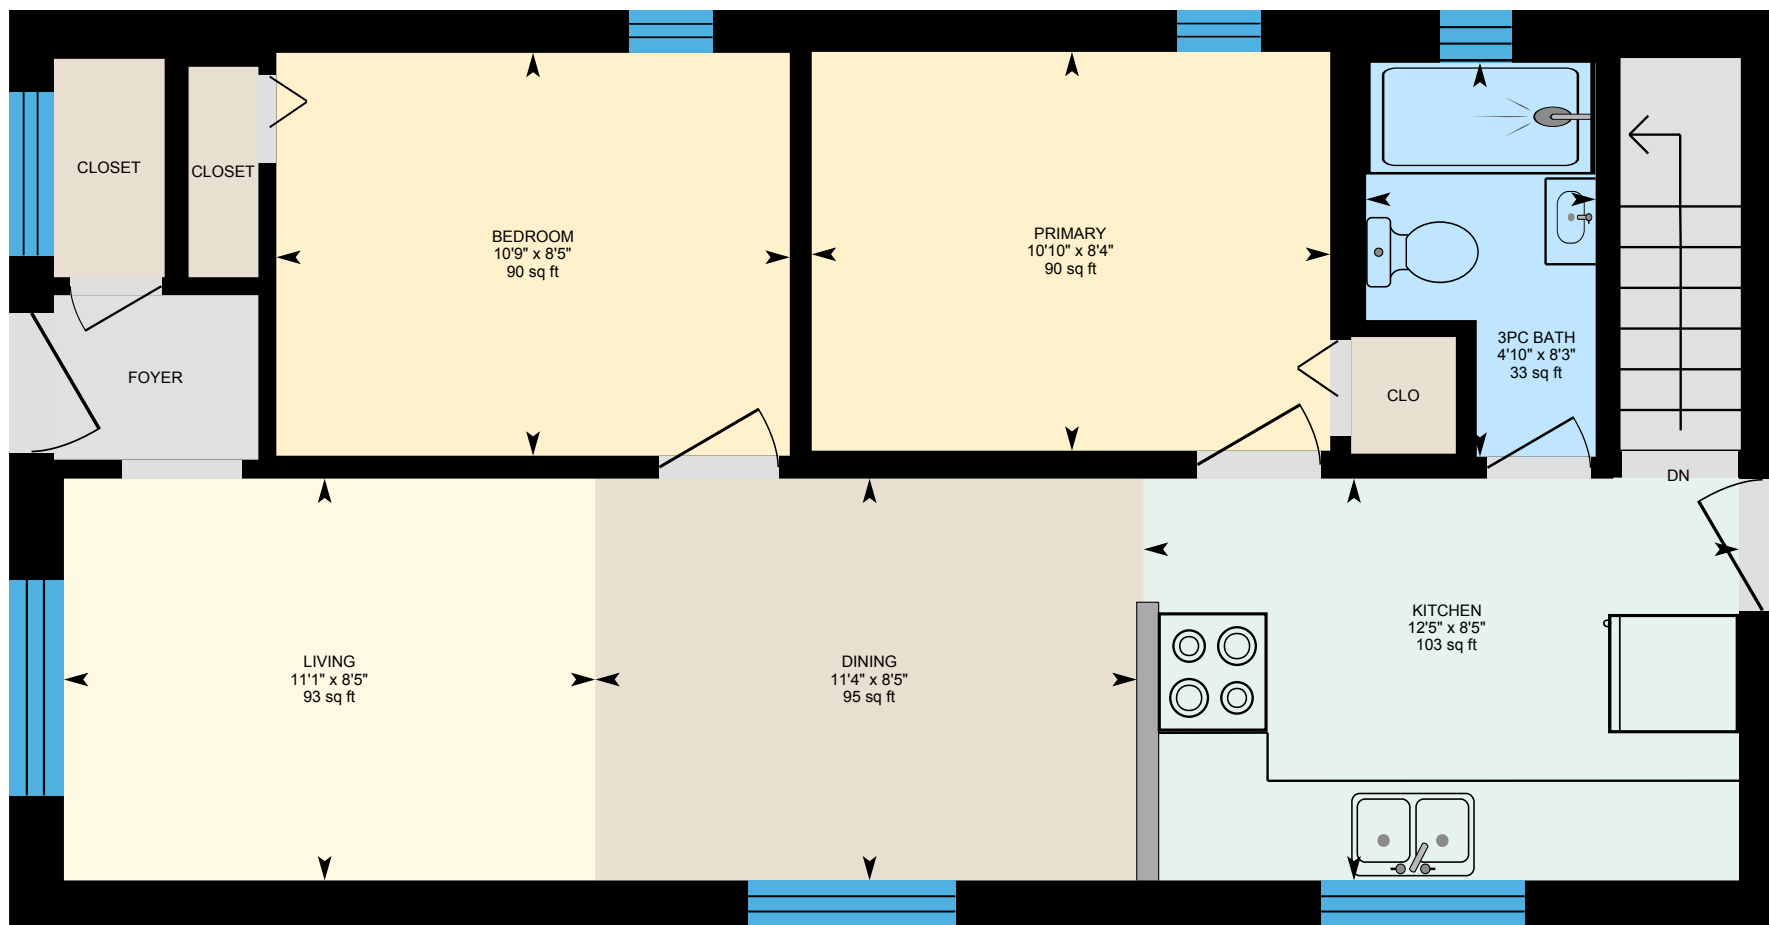 CLOSET
CLOSET
BEDROOM
10'9" x 8'5"
90 sq ft
PRIMARY
10'10" x 8'4"
90 sq ft
3PC BATH
4'10" x 8'3"
33 sq ft
FOYER
CLO
DN
LIVING
11'1" x 8'5"
93 sq ft
DINING
11'4" x 8'5"
95 sq ft
KITCHEN
12'5" x 8'5"
103 sq ft